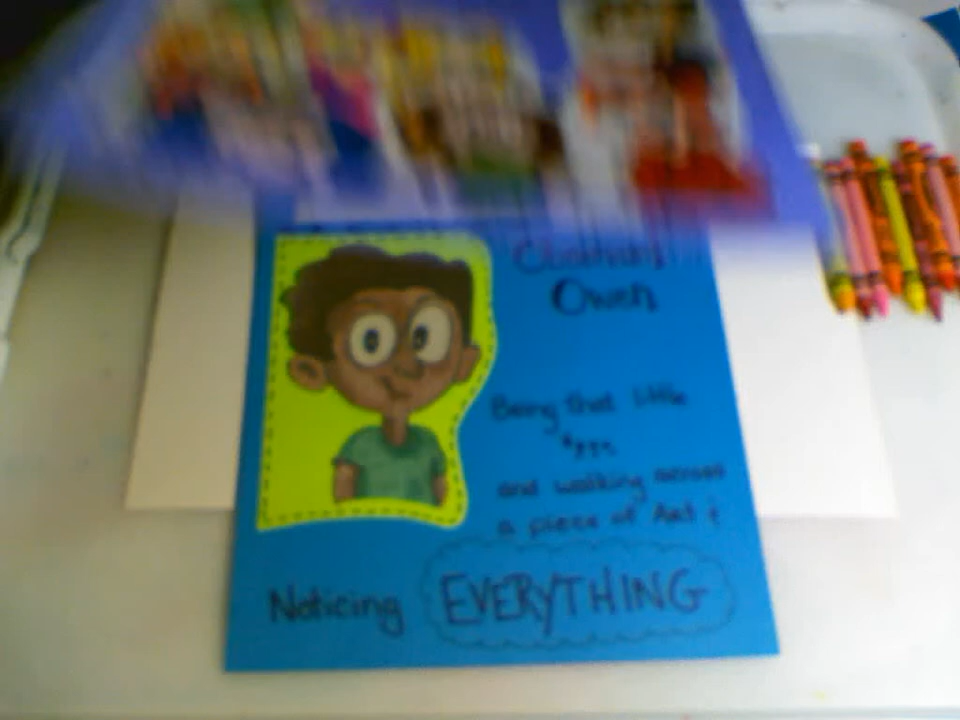 Owen
Being that little
and walking across
a piece of Art &
Noticing EVERYTHING